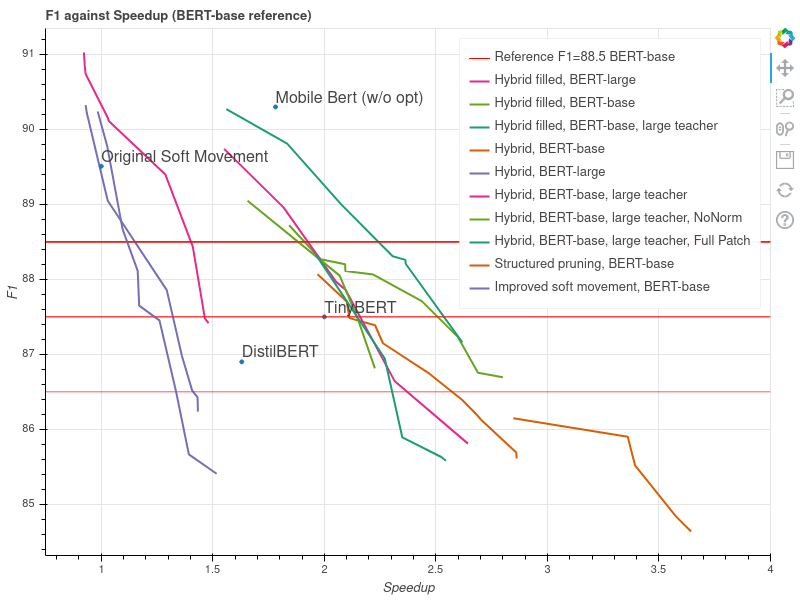 F1 against Speedup (BERT-base reference)
91
90
89
88
87
86
85
F1
Mobile Bert (w/o opt)
Original Soft Movement
TinyBERT
DistilBERT
Reference F1=88.5 BERT-base
Hybrid filled, BERT-large
Hybrid filled, BERT-base
Hybrid filled, BERT-base, large teacher
Hybrid, BERT-base
Hybrid, BERT-large
Hybrid, BERT-base, large teacher
Hybrid, BERT-base, large teacher, NoNorm
Hybrid, BERT-base, large teacher, Full Patch
Structured pruning, BERT-base
Improved soft movement, BERT-base
1
1.5
2
2.5
3
3.5
4
Speedup